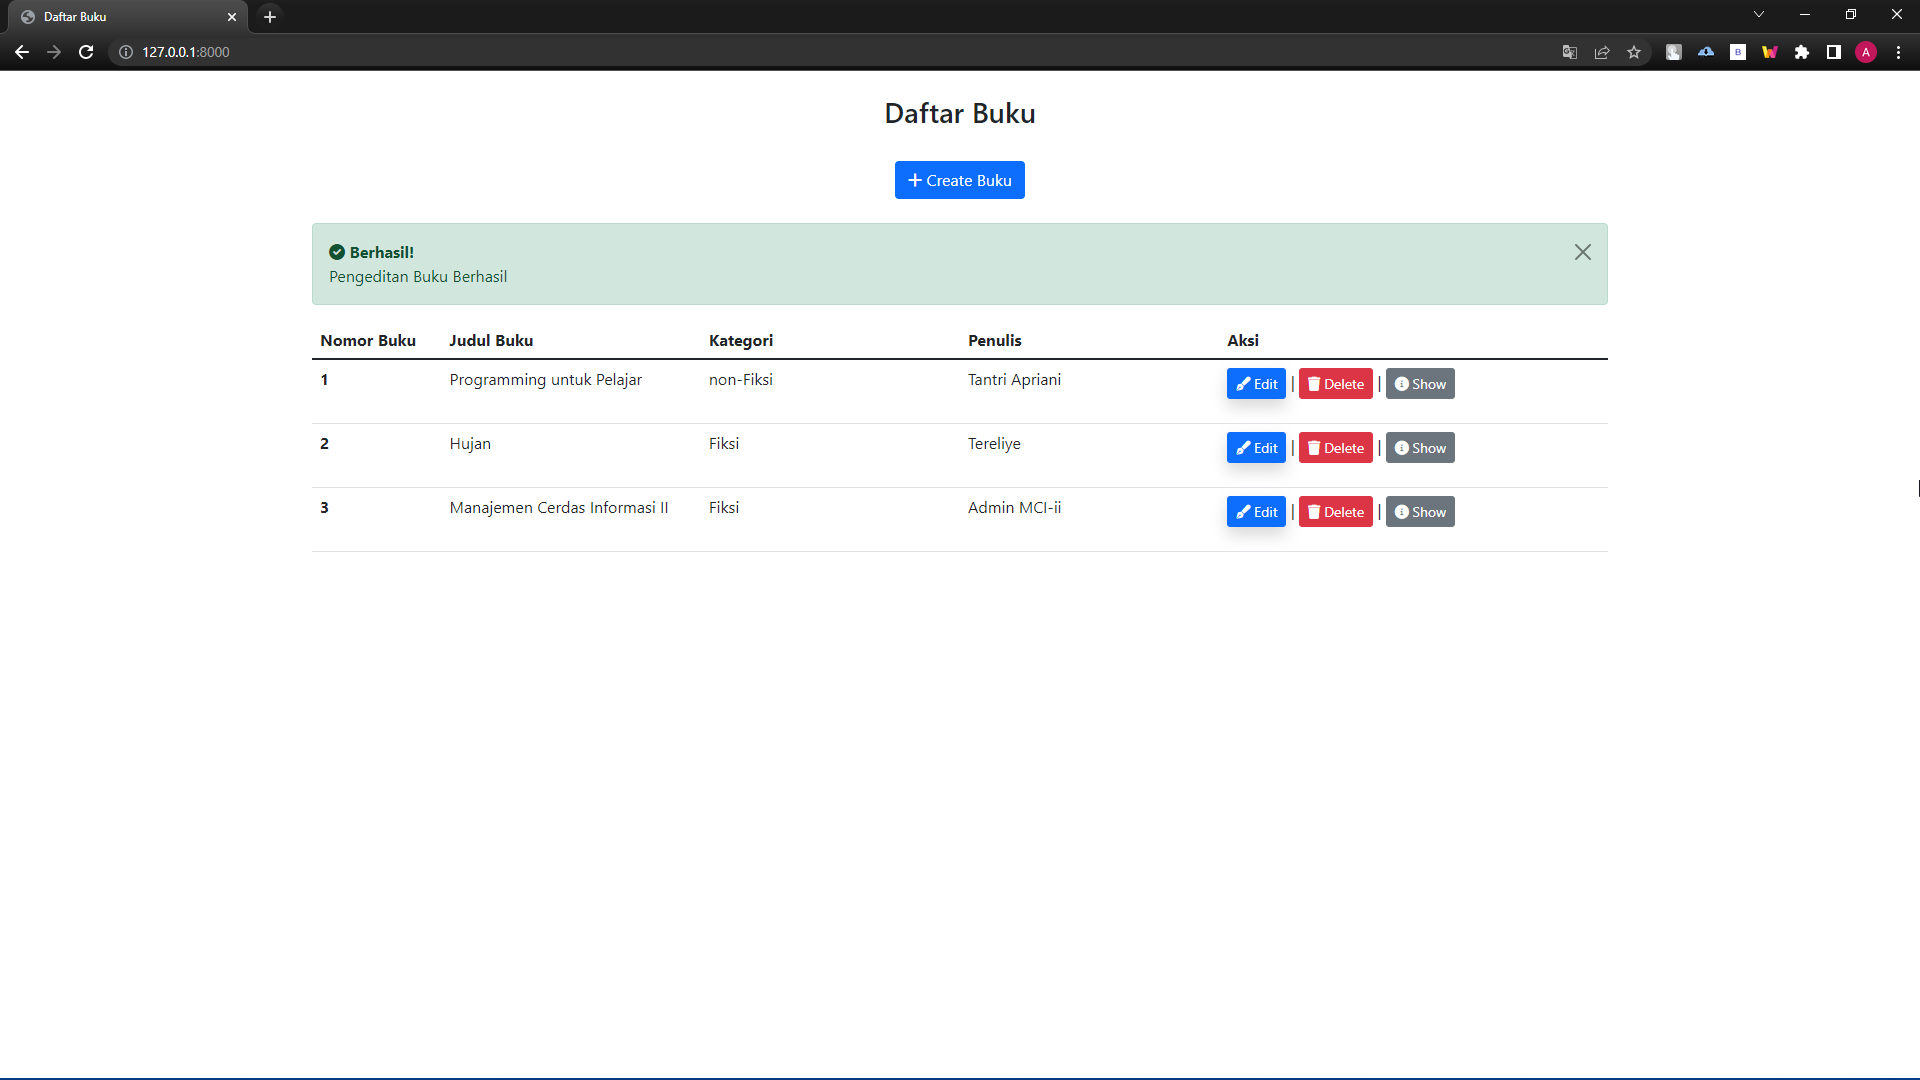 Daftar Buku
127.0.0.1:8000
A
B
Daftar Buku
Create Buku
Berhasil!
Pengeditan Buku Berhasil
Nomor Buku Judul Buku Kategori Penulis Aksi
1 Programming untuk Pelajar non-Fiksi Tantri Apriani Edit | Delete | Show
2 Hujan Fiksi Tereliye Edit | Delete | Show
3 Manajemen Cerdas Informasi II Fiksi Admin MCI-ii Edit | Delete | Show